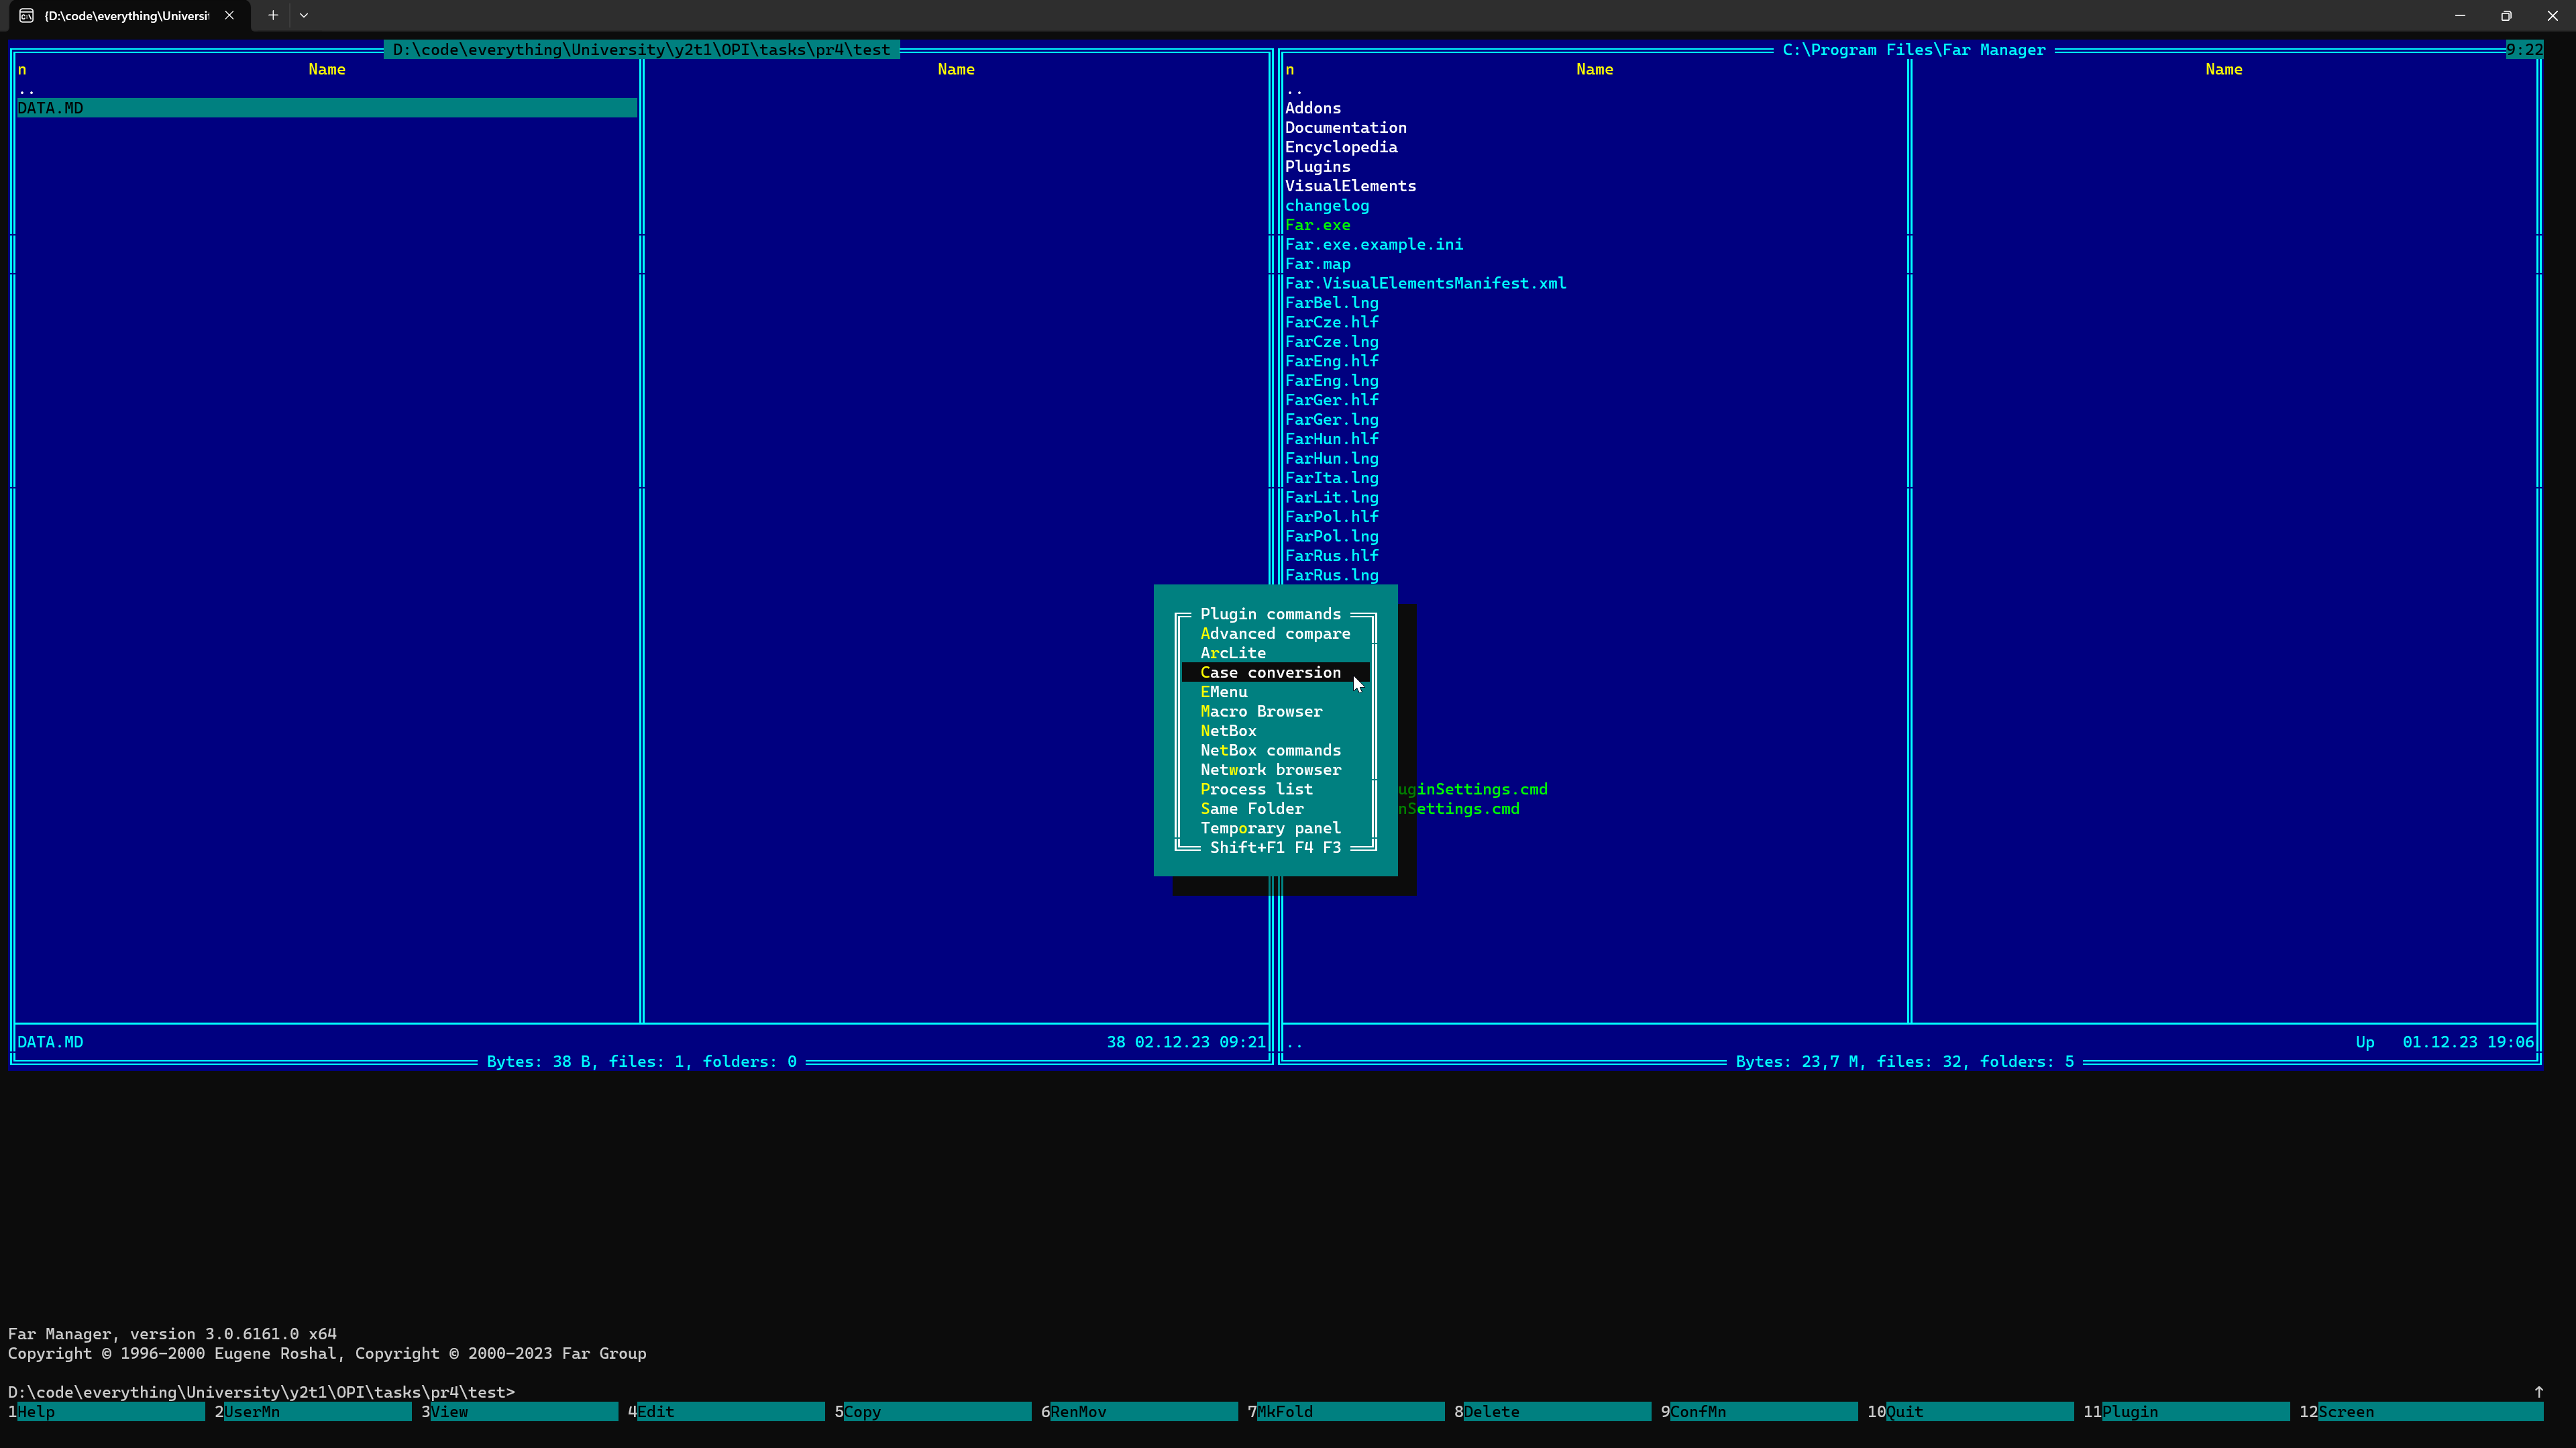 {D:\code\everything\Universit
D:\code\everything\University\y2t1\OPI\tasks\pr4\test
n Name Name
..
DATA.MD
DATA.MD 38 02.12.23 09:21
Bytes: 38 B, files: 1, folders: 0
C:\Program Files\Far Manager 9:22
n Name Name
..
Addons
Documentation
Encyclopedia
Plugins
VisualElements
changelog
Far.exe
Far.exe.example.ini
Far.map
Far.VisualElementsManifest.xml
FarBel.lng
FarCze.hlf
FarCze.lng
FarEng.hlf
FarEng.lng
FarGer.hlf
FarGer.lng
FarHun.hlf
FarHun.lng
FarIta.lng
FarLit.lng
FarPol.hlf
FarPol.lng
FarRus.hlf
FarRus.lng
uginSettings.cmd
nSettings.cmd
.. Up 01.12.23 19:06
Bytes: 23,7 M, files: 32, folders: 5
Plugin commands
Advanced compare
ArcLite
Case conversion
EMenu
Macro Browser
NetBox
NetBox commands
Network browser
Process list
Same Folder
Temporary panel
Shift+F1 F4 F3
Far Manager, version 3.0.6161.0 x64
Copyright © 1996-2000 Eugene Roshal, Copyright © 2000-2023 Far Group
D:\code\everything\University\y2t1\OPI\tasks\pr4\test> ↑
1Help 2UserMn 3View 4Edit 5Copy 6RenMov 7MkFold 8Delete 9ConfMn 10Quit 11Plugin 12Screen